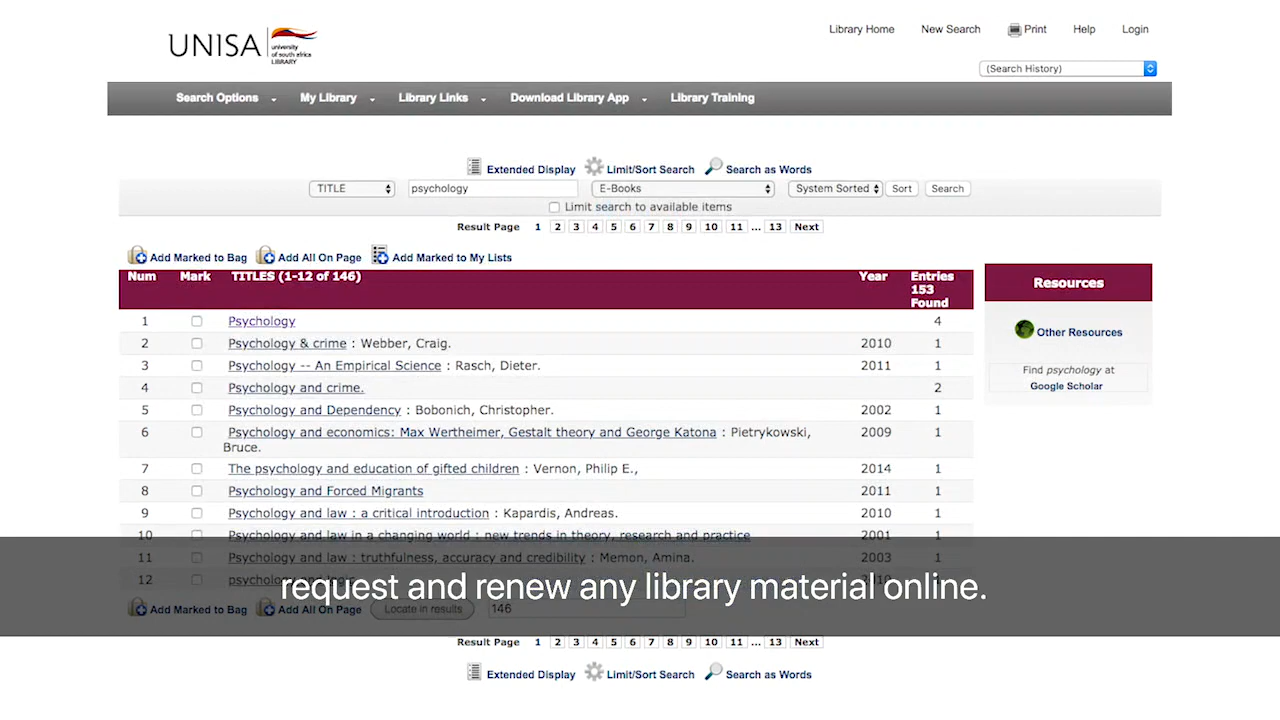 Library Home New Search Print Help Login
UNISA
university
of south africa
LIBRARY
(Search History)
Search Options My Library Library Links Download Library App Library Training
Extended Display Limit/Sort Search Search as Words
TITLE psychology E-Books System Sorted Sort Search
Limit search to available items
Result Page 1 2 3 4 5 6 7 8 9 10 11 ... 13 Next
Add Marked to Bag Add All On Page Add Marked to My Lists
Num Mark TITLES (1-12 of 146) Year Entries
153
Found
Resources
1 Psychology 4
Other Resources
2 Psychology & crime : Webber, Craig. 2010 1
3 Psychology -- An Empirical Science : Rasch, Dieter. 2011 1
Find psychology at
Google Scholar
4 Psychology and crime. 2
5 Psychology and Dependency : Bobonich, Christopher. 2002 1
6 Psychology and economics: Max Wertheimer, Gestalt theory and George Katona : Pietrykowski, 2009 1
Bruce.
7 The psychology and education of gifted children : Vernon, Philip E., 2014 1
8 Psychology and Forced Migrants 2011 1
9 Psychology and law : a critical introduction : Kapardis, Andreas. 2010 1
10 Psychology and law in a changing world : new trends in theory, research and practice 2001 1
11 Psychology and law : truthfulness, accuracy and credibility : Memon, Amina. 2003 1
12 psychology and logic 1
request and renew any library material online.
Add Marked to Bag Add All On Page Locate in results 146
Result Page 1 2 3 4 5 6 7 8 9 10 11 ... 13 Next
Extended Display Limit/Sort Search Search as Words